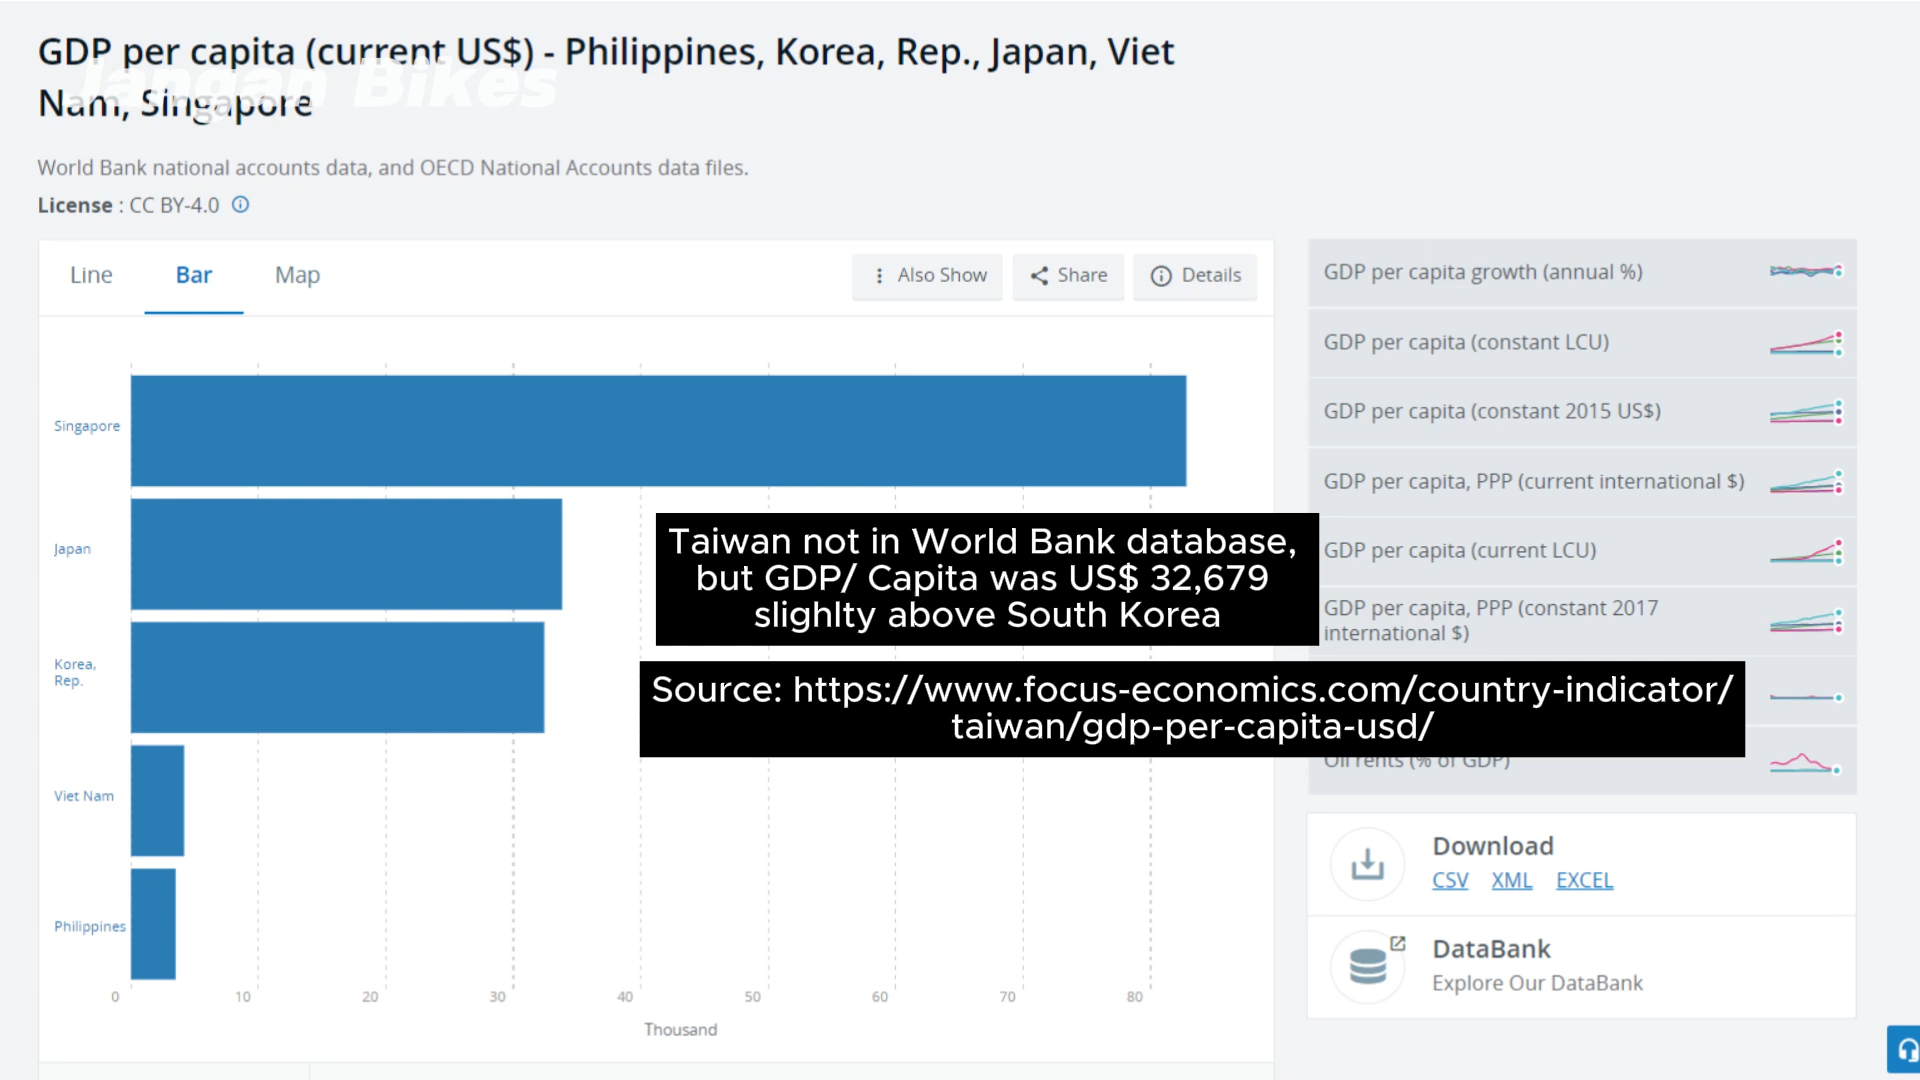 GDP per capita (current US$) - Philippines, Korea, Rep., Japan, Viet
Nam, Singapore
Jangan Bikes
World Bank national accounts data, and OECD National Accounts data files.
License : CC BY-4.0
Line Bar Map
Also Show Share Details
Singapore
Japan
Korea,
Rep.
Viet Nam
Philippines
0 10 20 30 40 50 60 70 80
Thousand
Taiwan not in World Bank database,
but GDP/ Capita was US$ 32,679
slighlty above South Korea
Source: https://www.focus-economics.com/country-indicator/
taiwan/gdp-per-capita-usd/
GDP per capita growth (annual %)
GDP per capita (constant LCU)
GDP per capita (constant 2015 US$)
GDP per capita, PPP (current international $)
GDP per capita (current LCU)
GDP per capita, PPP (constant 2017
international $)
Oil rents (% of GDP)
Download
CSV XML EXCEL
DataBank
Explore Our DataBank